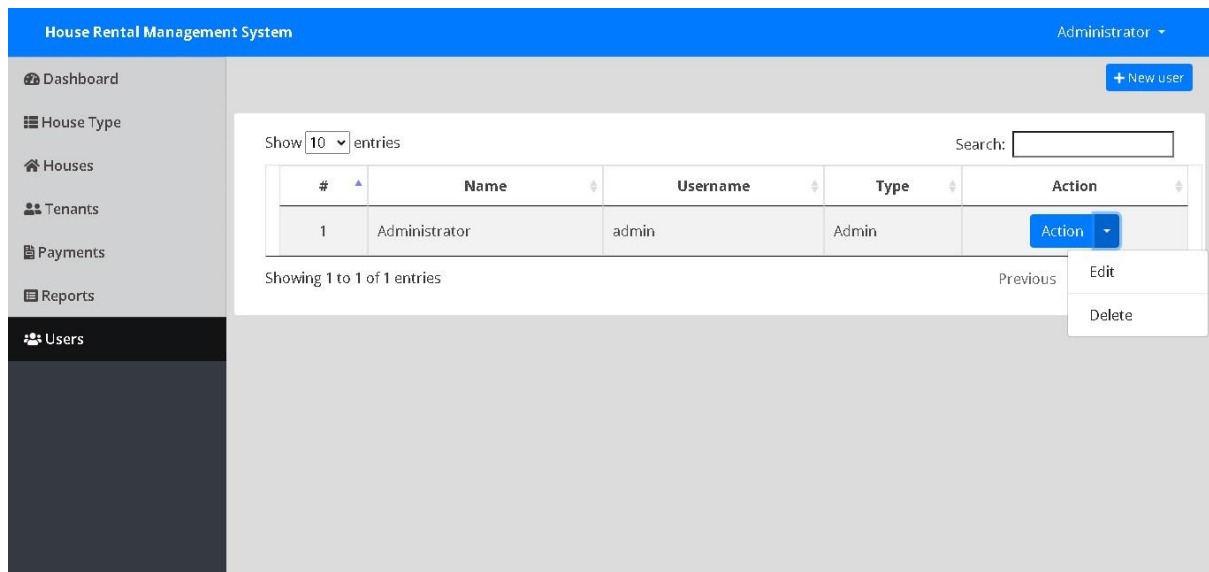 House Rental Management System Administrator
Dashboard
House Type
Houses
Tenants
Payments
Reports
Users
+ New user
Show 10 entries Search:
# Name Username Type Action
1 Administrator admin Admin Action
Showing 1 to 1 of 1 entries Previous
Edit
Delete